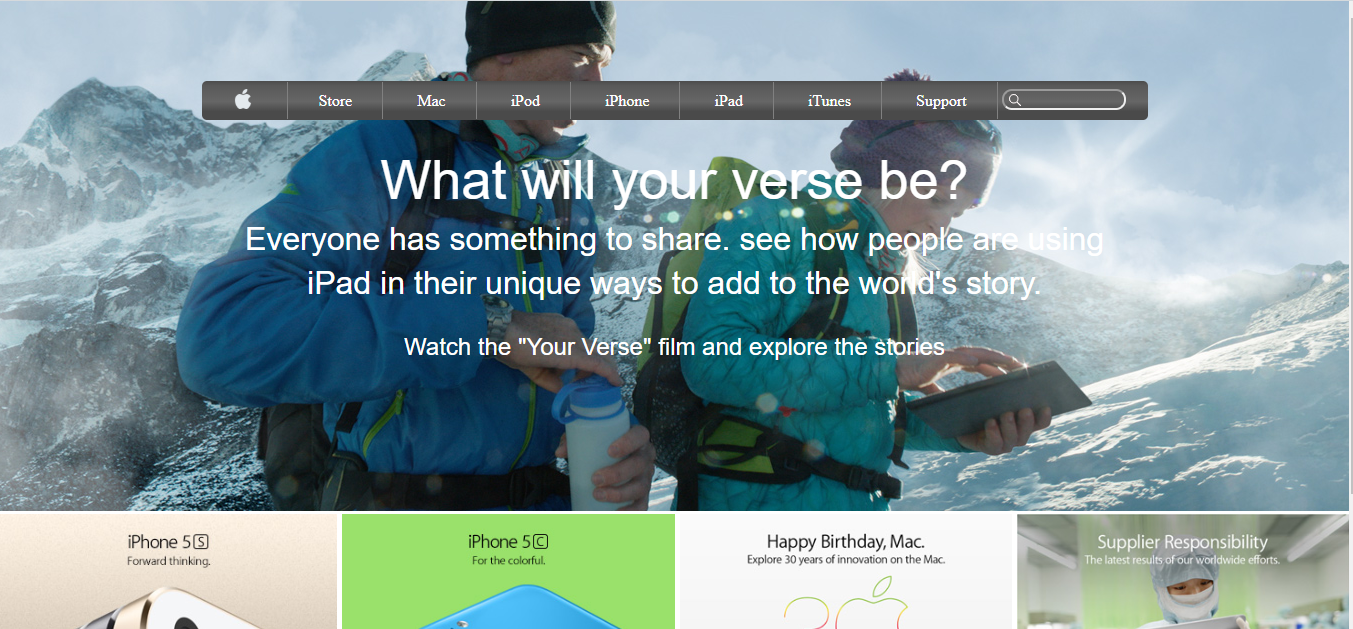 Store Mac iPod iPhone iPad iTunes Support
What will your verse be?
Everyone has something to share. see how people are using
iPad in their unique ways to add to the world's story.
Watch the "Your Verse" film and explore the stories
iPhone 5S
Forward thinking.
iPhone 5C
For the colorful.
Happy Birthday, Mac.
Explore 30 years of innovation on the Mac.
30
Supplier Responsibility
The latest results of our worldwide efforts.